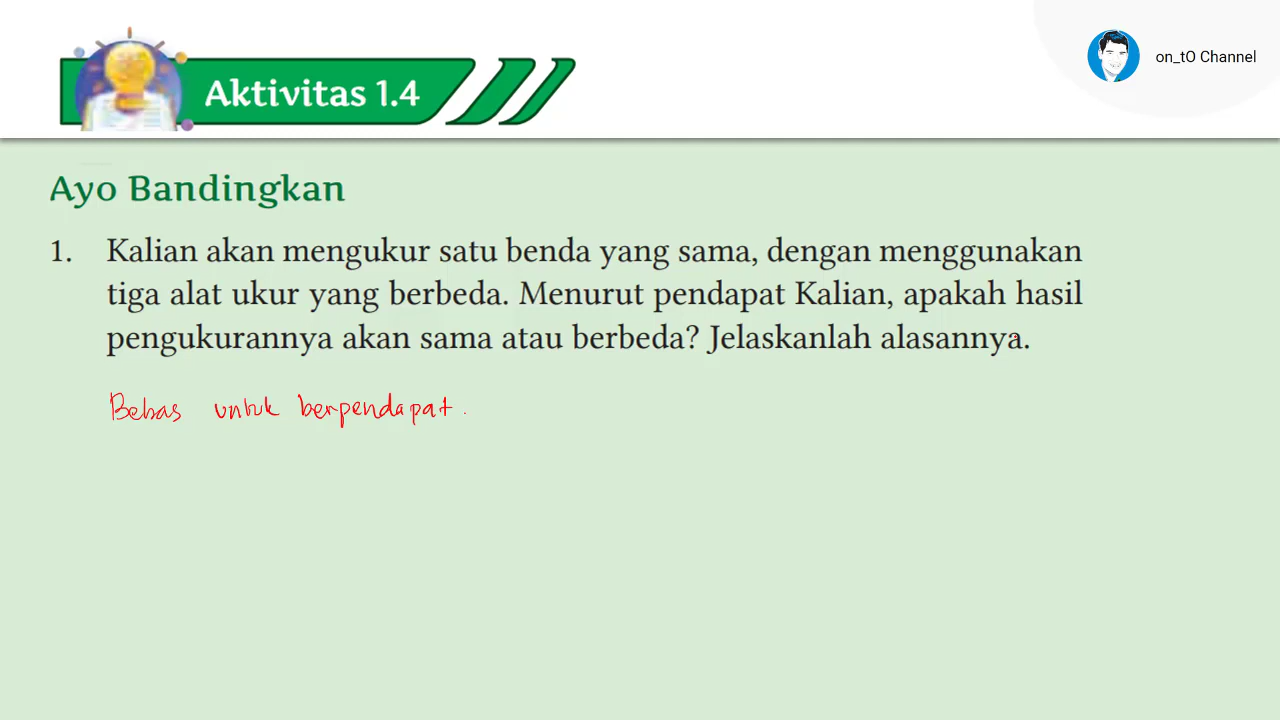 Aktivitas 1.4
on_tO Channel
Ayo Bandingkan
1. Kalian akan mengukur satu benda yang sama, dengan menggunakan
tiga alat ukur yang berbeda. Menurut pendapat Kalian, apakah hasil
pengukurannya akan sama atau berbeda? Jelaskanlah alasannya.
Bebas untuk berpendapat.